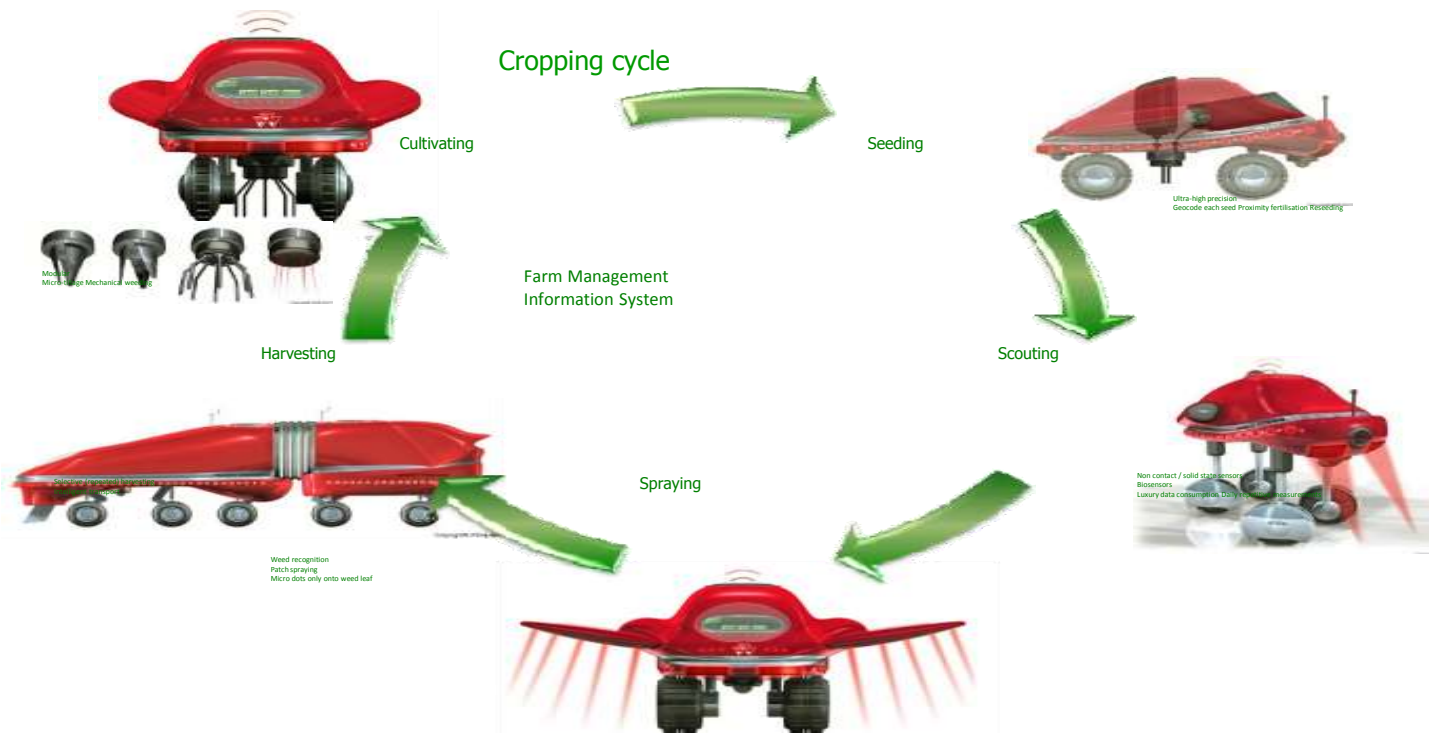 Cropping cycle
Cultivating
Seeding
Ultra-high precision
Geocode each seed Proximity fertilisation Reseeding
Micro Mechanical
Farm Management
Information System
Harvesting
Scouting
Non contact / solid state sensors
Biosensors
Luxury data consumption Daily
Spraying
Weed recognition
Patch spraying
Micro dots only onto weed leaf